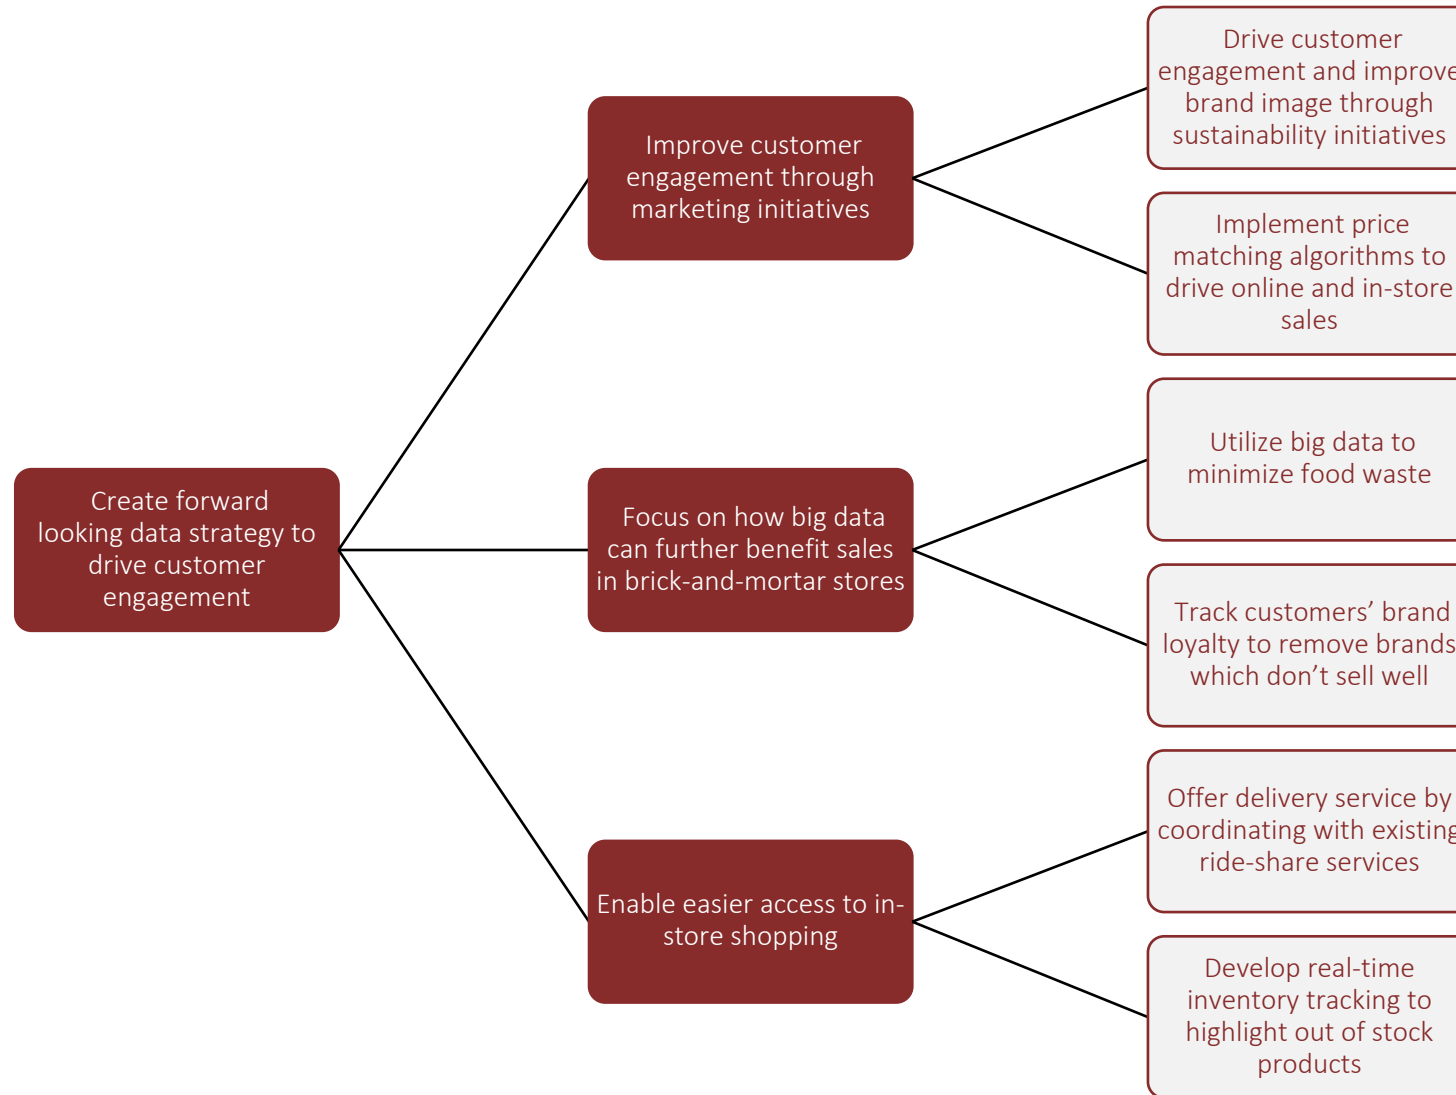 Create forward
looking data strategy to
drive customer
engagement
Improve customer
engagement through
marketing initiatives
Drive customer
engagement and improve
brand image through
sustainability initiatives
Implement price
matching algorithms to
drive online and in-store
sales
Focus on how big data
can further benefit sales
in brick-and-mortar stores
Utilize big data to
minimize food waste
Track customers’ brand
loyalty to remove brands
which don’t sell well
Enable easier access to in-
store shopping
Offer delivery service by
coordinating with existing
ride-share services
Develop real-time
inventory tracking to
highlight out of stock
products